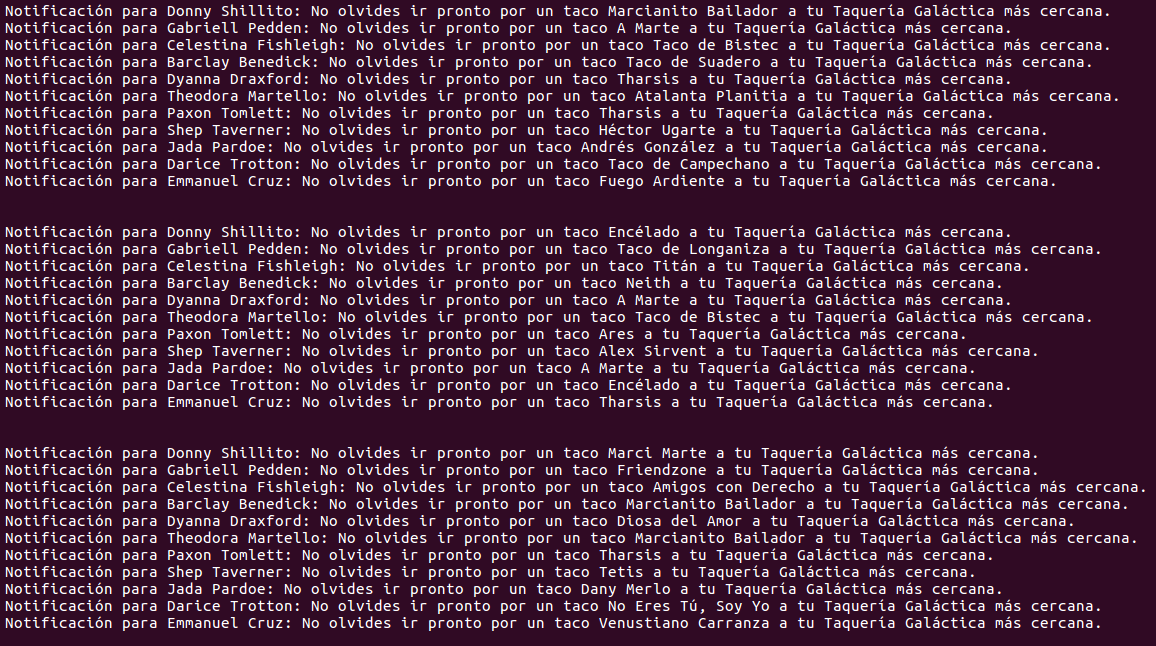 Notificación para Donny Shillito: No olvides ir pronto por un taco Marcianito Bailador a tu Taquería Galáctica más cercana.
Notificación para Gabriell Pedden: No olvides ir pronto por un taco A Marte a tu Taquería Galáctica más cercana.
Notificación para Celestina Fishleigh: No olvides ir pronto por un taco Taco de Bistec a tu Taquería Galáctica más cercana.
Notificación para Barclay Benedick: No olvides ir pronto por un taco Taco de Suadero a tu Taquería Galáctica más cercana.
Notificación para Dyanna Draxford: No olvides ir pronto por un taco Tharsis a tu Taquería Galáctica más cercana.
Notificación para Theodora Martello: No olvides ir pronto por un taco Atalanta Planitia a tu Taquería Galáctica más cercana.
Notificación para Paxon Tomlett: No olvides ir pronto por un taco Tharsis a tu Taquería Galáctica más cercana.
Notificación para Shep Taverner: No olvides ir pronto por un taco Héctor Ugarte a tu Taquería Galáctica más cercana.
Notificación para Jada Pardoe: No olvides ir pronto por un taco Andrés González a tu Taquería Galáctica más cercana.
Notificación para Darice Trotton: No olvides ir pronto por un taco Taco de Campechano a tu Taquería Galáctica más cercana.
Notificación para Emmanuel Cruz: No olvides ir pronto por un taco Fuego Ardiente a tu Taquería Galáctica más cercana.
Notificación para Donny Shillito: No olvides ir pronto por un taco Encélado a tu Taquería Galáctica más cercana.
Notificación para Gabriell Pedden: No olvides ir pronto por un taco Taco de Longaniza a tu Taquería Galáctica más cercana.
Notificación para Celestina Fishleigh: No olvides ir pronto por un taco Titán a tu Taquería Galáctica más cercana.
Notificación para Barclay Benedick: No olvides ir pronto por un taco Neith a tu Taquería Galáctica más cercana.
Notificación para Dyanna Draxford: No olvides ir pronto por un taco A Marte a tu Taquería Galáctica más cercana.
Notificación para Theodora Martello: No olvides ir pronto por un taco Taco de Bistec a tu Taquería Galáctica más cercana.
Notificación para Paxon Tomlett: No olvides ir pronto por un taco Ares a tu Taquería Galáctica más cercana.
Notificación para Shep Taverner: No olvides ir pronto por un taco Alex Sirvent a tu Taquería Galáctica más cercana.
Notificación para Jada Pardoe: No olvides ir pronto por un taco A Marte a tu Taquería Galáctica más cercana.
Notificación para Darice Trotton: No olvides ir pronto por un taco Encélado a tu Taquería Galáctica más cercana.
Notificación para Emmanuel Cruz: No olvides ir pronto por un taco Tharsis a tu Taquería Galáctica más cercana.
Notificación para Donny Shillito: No olvides ir pronto por un taco Marci Marte a tu Taquería Galáctica más cercana.
Notificación para Gabriell Pedden: No olvides ir pronto por un taco Friendzone a tu Taquería Galáctica más cercana.
Notificación para Celestina Fishleigh: No olvides ir pronto por un taco Amigos con Derecho a tu Taquería Galáctica más cercana.
Notificación para Barclay Benedick: No olvides ir pronto por un taco Marcianito Bailador a tu Taquería Galáctica más cercana.
Notificación para Dyanna Draxford: No olvides ir pronto por un taco Diosa del Amor a tu Taquería Galáctica más cercana.
Notificación para Theodora Martello: No olvides ir pronto por un taco Marcianito Bailador a tu Taquería Galáctica más cercana.
Notificación para Paxon Tomlett: No olvides ir pronto por un taco Tharsis a tu Taquería Galáctica más cercana.
Notificación para Shep Taverner: No olvides ir pronto por un taco Tetis a tu Taquería Galáctica más cercana.
Notificación para Jada Pardoe: No olvides ir pronto por un taco Dany Merlo a tu Taquería Galáctica más cercana.
Notificación para Darice Trotton: No olvides ir pronto por un taco No Eres Tú, Soy Yo a tu Taquería Galáctica más cercana.
Notificación para Emmanuel Cruz: No olvides ir pronto por un taco Venustiano Carranza a tu Taquería Galáctica más cercana.